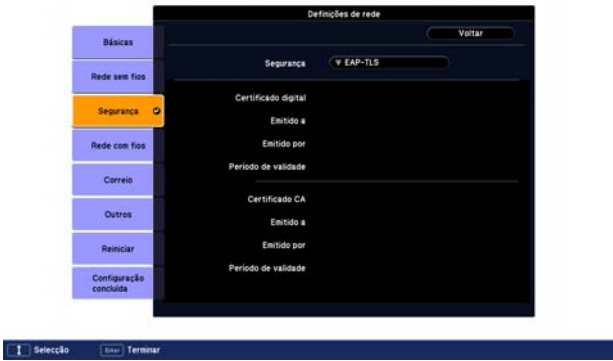 Definições de rede
Voltar
Básicas
Segurança EAP-TLS
Rede sem fios
Certificado digital
Segurança
Emitido a
Rede com fios
Emitido por
Período de validade
Correio
Certificado CA
Outros
Emitido a
Reiniciar
Emitido por
Período de validade
Configuração
concluída
Selecção Enter Terminar